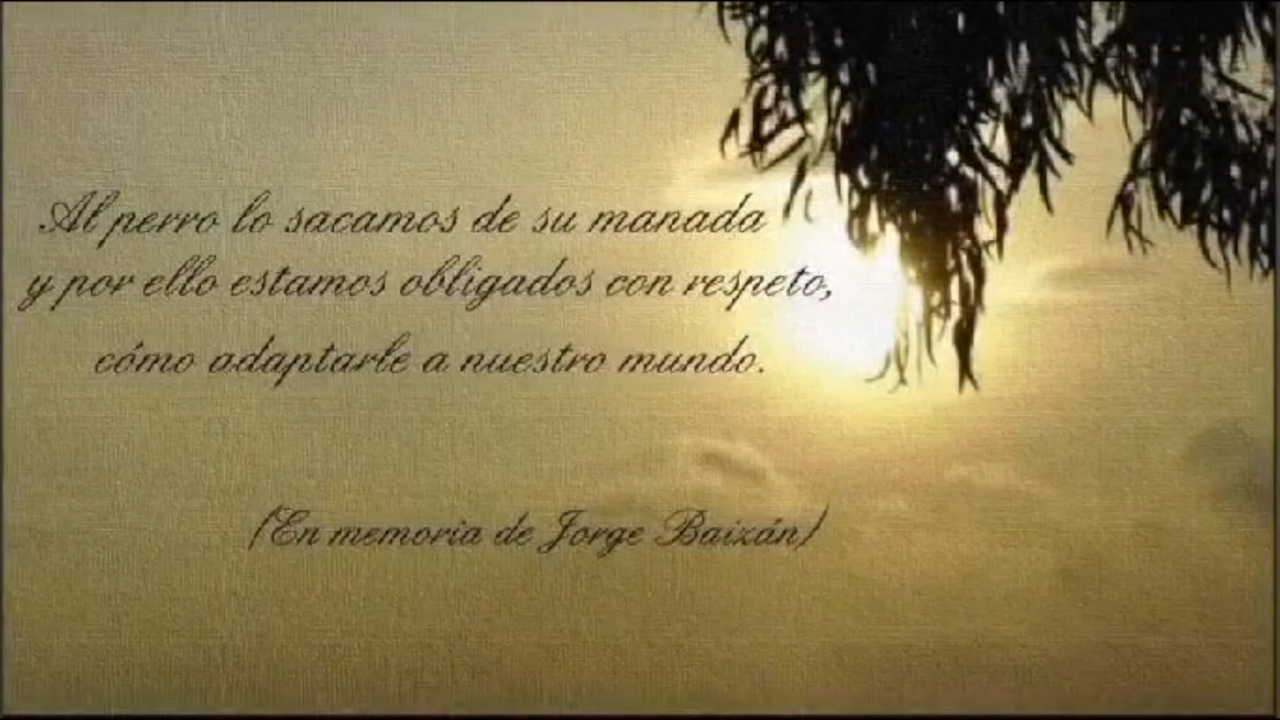 Al perro lo sacamos de su manada
y por ello estamos obligados con respeto,
cómo adaptarle a nuestro mundo.
(En memoria de Jorge Baixán)